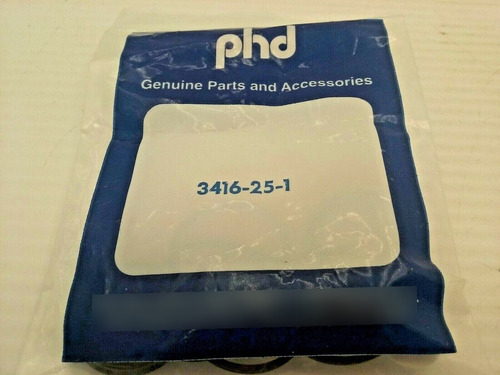 phd
Genuine Parts and Accessories
3416-25-1